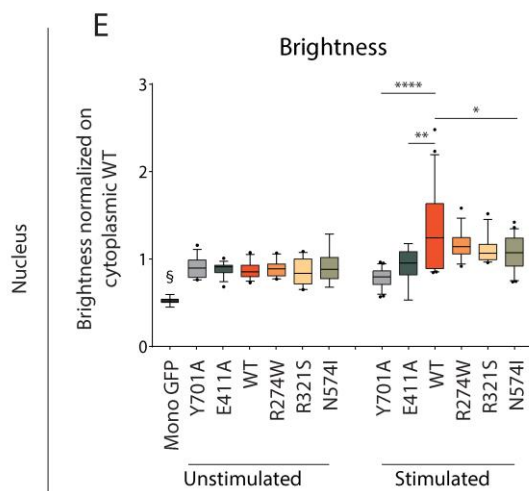 E
Brightness
Nucleus
Brightness normalized on
cytoplasmic WT
3
2
1
0
****
**
*
§
Mono GFP
Y701A
E411A
WT
R274W
R321S
N574I
Y701A
E411A
WT
R274W
R321S
N574I
Unstimulated
Stimulated